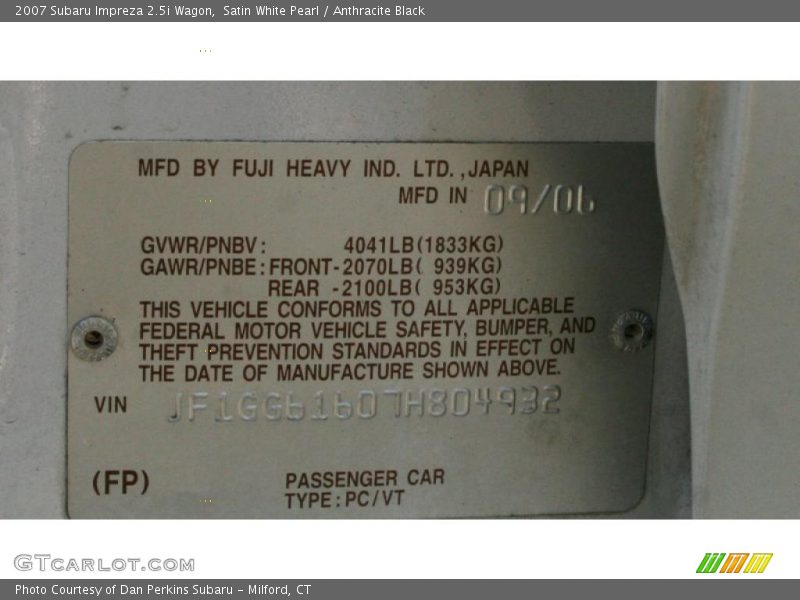 2007 Subaru Impreza 2.5i Wagon,  Satin White Pearl / Anthracite Black
MFD BY FUJI HEAVY IND. LTD.,JAPAN
MFD IN 09/06
GVWR/PNBV: 4041LB(1833KG)
GAWR/PNBE:FRONT-2070LB( 939KG)
REAR -2100LB( 953KG)
THIS VEHICLE CONFORMS TO ALL APPLICABLE
FEDERAL MOTOR VEHICLE SAFETY, BUMPER, AND
THEFT PREVENTION STANDARDS IN EFFECT ON
THE DATE OF MANUFACTURE SHOWN ABOVE.
VIN JF1GG61607H804932
(FP) PASSENGER CAR
TYPE:PC/VT
GTCARLOT.COM
Photo Courtesy of Dan Perkins Subaru - Milford, CT